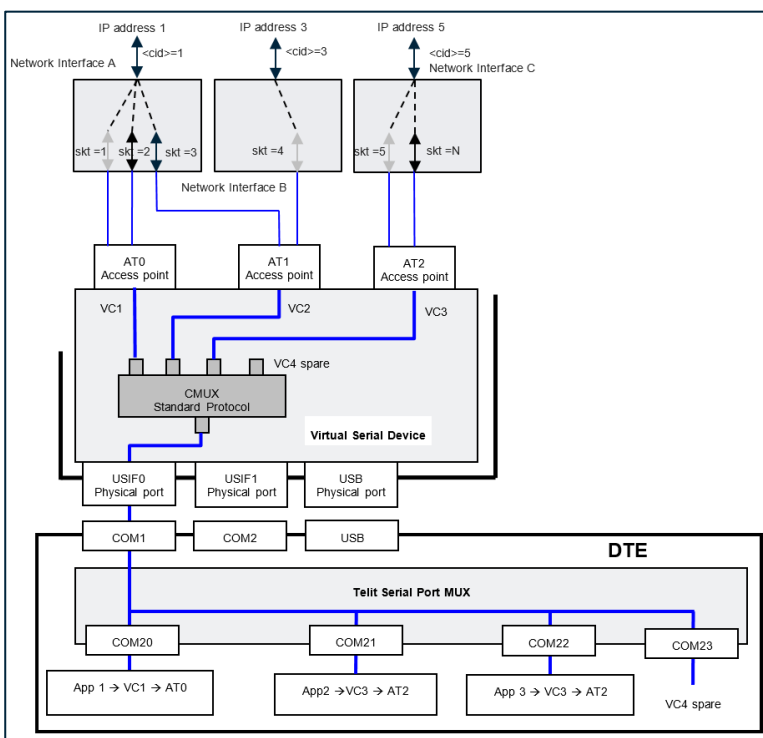 IP address 1
IP address 3
IP address 5
<cid>=1
<cid>=3
<cid>=5
Network Interface A
Network Interface C
skt =1
skt =2
skt =3
skt =4
skt =5
skt =N
Network Interface B
AT0
Access point
AT1
Access point
AT2
Access point
VC1
VC2
VC3
VC4 spare
CMUX
Standard Protocol
Virtual Serial Device
USIF0
Physical port
USIF1
Physical port
USB
Physical port
COM1
COM2
USB
DTE
Telit Serial Port MUX
COM20
COM21
COM22
COM23
App 1 → VC1 → AT0
App2 →VC3 → AT2
App 3 → VC3 → AT2
VC4 spare